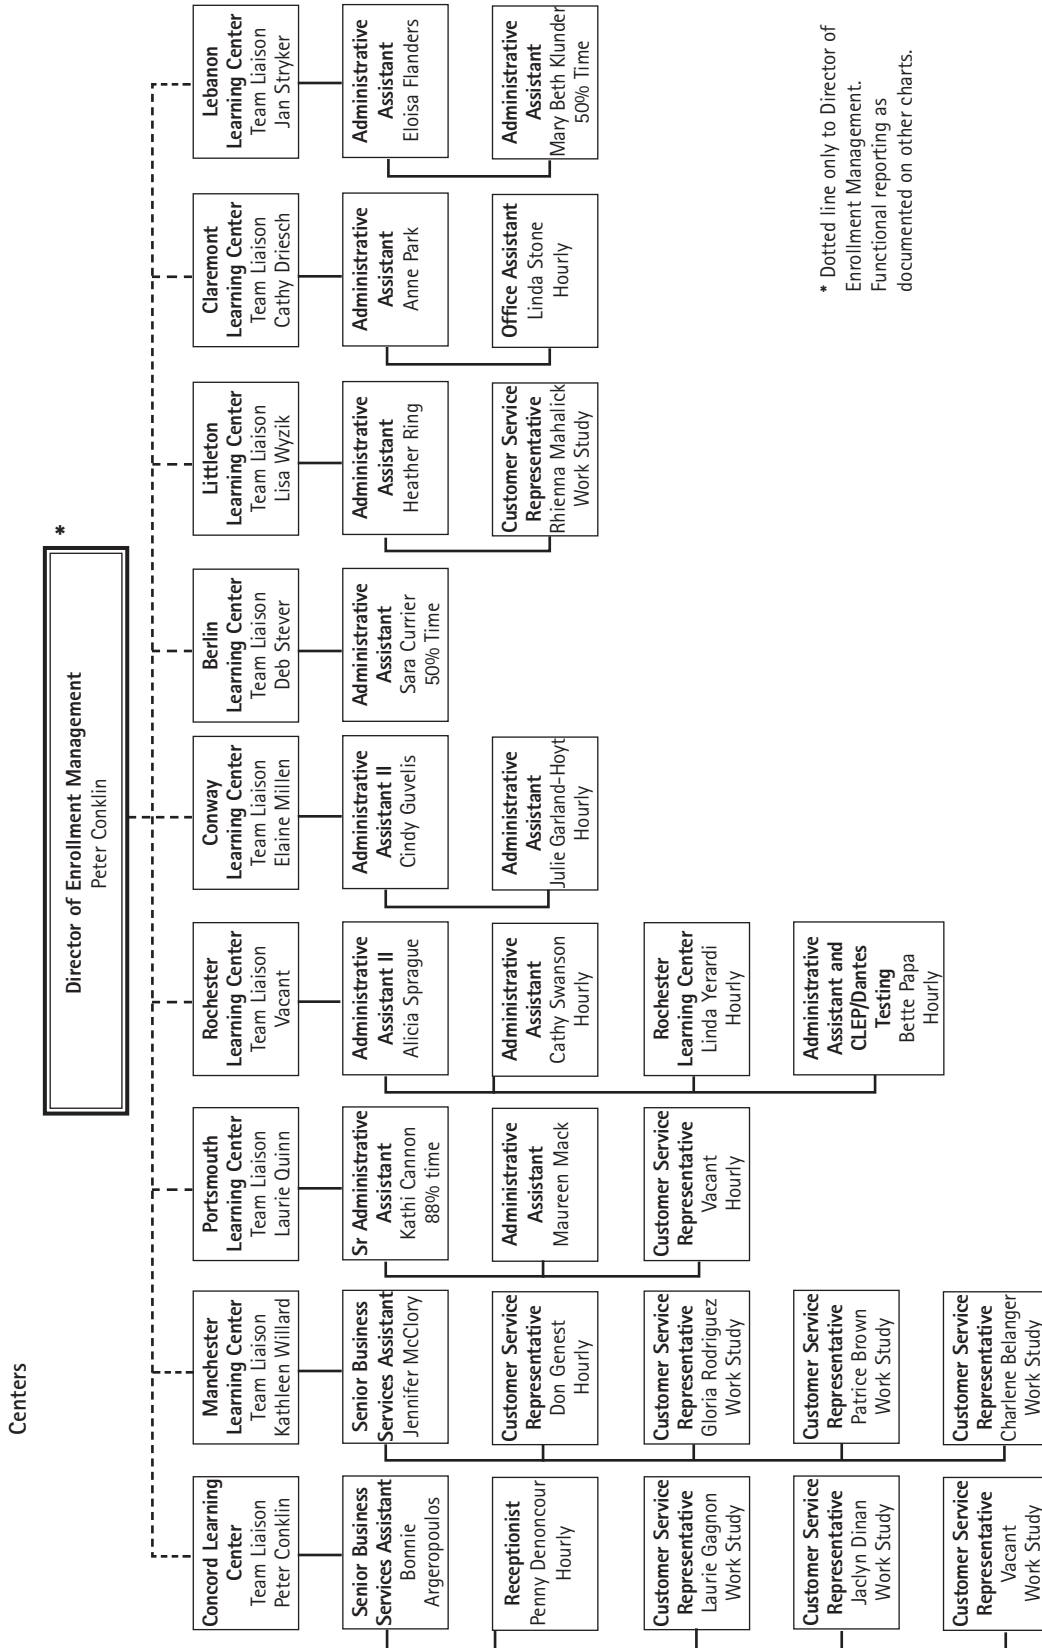 Centers
Director of Enrollment Management
Peter Conklin
*
Concord Learning
Center
Team Liaison
Peter Conklin
Senior Business
Services Assistant
Bonnie
Argeropoulos
Receptionist
Penny Denoncour
Hourly
Customer Service
Representative
Laurie Gagnon
Work Study
Customer Service
Representative
Jaclyn Dinan
Work Study
Customer Service
Representative
Vacant
Work Study
Manchester
Learning Center
Team Liaison
Kathleen Willard
Senior Business
Services Assistant
Jennifer McClory
Customer Service
Representative
Don Genest
Hourly
Customer Service
Representative
Gloria Rodriguez
Work Study
Customer Service
Representative
Patrice Brown
Work Study
Customer Service
Representative
Charlene Belanger
Work Study
Portsmouth
Learning Center
Team Liaison
Laurie Quinn
Sr Administrative
Assistant
Kathi Cannon
88% time
Administrative
Assistant
Maureen Mack
Customer Service
Representative
Vacant
Hourly
Rochester
Learning Center
Team Liaison
Vacant
Administrative
Assistant II
Alicia Sprague
Administrative
Assistant
Cathy Swanson
Hourly
Rochester
Learning Center
Linda Yerardi
Hourly
Administrative
Assistant and
CLEP/Dantes
Testing
Bette Papa
Hourly
Conway
Learning Center
Team Liaison
Elaine Millen
Administrative
Assistant II
Cindy Guvelis
Administrative
Assistant
Julie Garland-Hoyt
Hourly
Berlin
Learning Center
Team Liaison
Deb Stever
Administrative
Assistant
Sara Currier
50% Time
Littleton
Learning Center
Team Liaison
Lisa Wyzik
Administrative
Assistant
Heather Ring
Customer Service
Representative
Rhienna Mahalick
Work Study
Claremont
Learning Center
Team Liaison
Cathy Driesch
Administrative
Assistant
Anne Park
Office Assistant
Linda Stone
Hourly
Lebanon
Learning Center
Team Liaison
Jan Stryker
Administrative
Assistant
Eloisa Flanders
Administrative
Assistant
Mary Beth Klunder
50% Time
* Dotted line only to Director of
Enrollment Management.
Functional reporting as
documented on other charts.